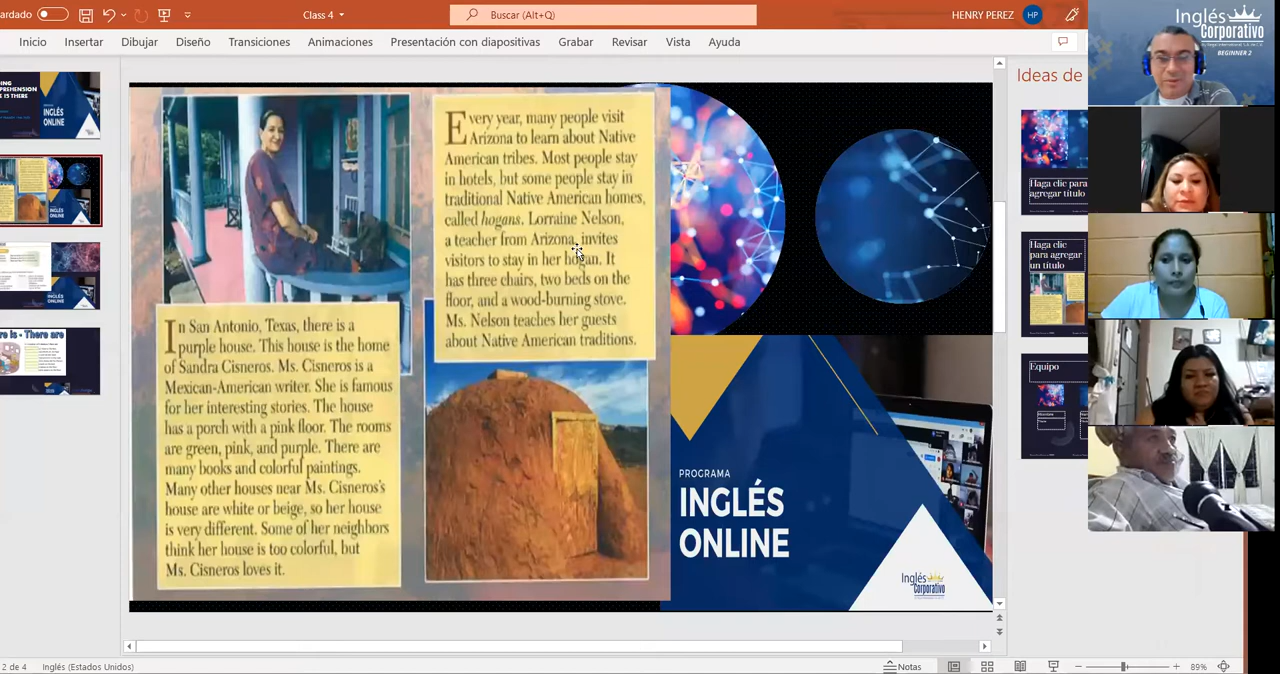 ardado
Class 4
Buscar (Alt+Q)
HENRY PEREZ
HP
Inicio
Insertar
Dibujar
Diseño
Transiciones
Animaciones
Presentación con diapositivas
Grabar
Revisar
Vista
Ayuda
Inglés
Corporativo
BEGINNER 2
Ideas de
INGLÉS
ONLINE
Every year, many people visit
Arizona to learn about Native
American tribes. Most people stay
in hotels, but some people stay in
traditional Native American homes,
called hogans. Lorraine Nelson,
a teacher from Arizona, invites
visitors to stay in her hogan. It
has three chairs, two beds on the
floor, and a wood-burning stove.
Ms. Nelson teaches her guests
about Native American traditions.
In San Antonio, Texas, there is a
purple house. This house is the home
of Sandra Cisneros. Ms. Cisneros is a
Mexican-American writer. She is famous
for her interesting stories. The house
has a porch with a pink floor. The rooms
are green, pink, and purple. There are
many books and colorful paintings.
Many other houses near Ms. Cisneros's
house are white or beige, so her house
is very different. Some of her neighbors
think her house is too colorful, but
Ms. Cisneros loves it.
PROGRAMA
INGLÉS
ONLINE
Inglés
Corporativo
Haga clic para
agregar título
Haga clic
para agregar
un título
Equipo
2 de 4
Inglés (Estados Unidos)
Notas
89%